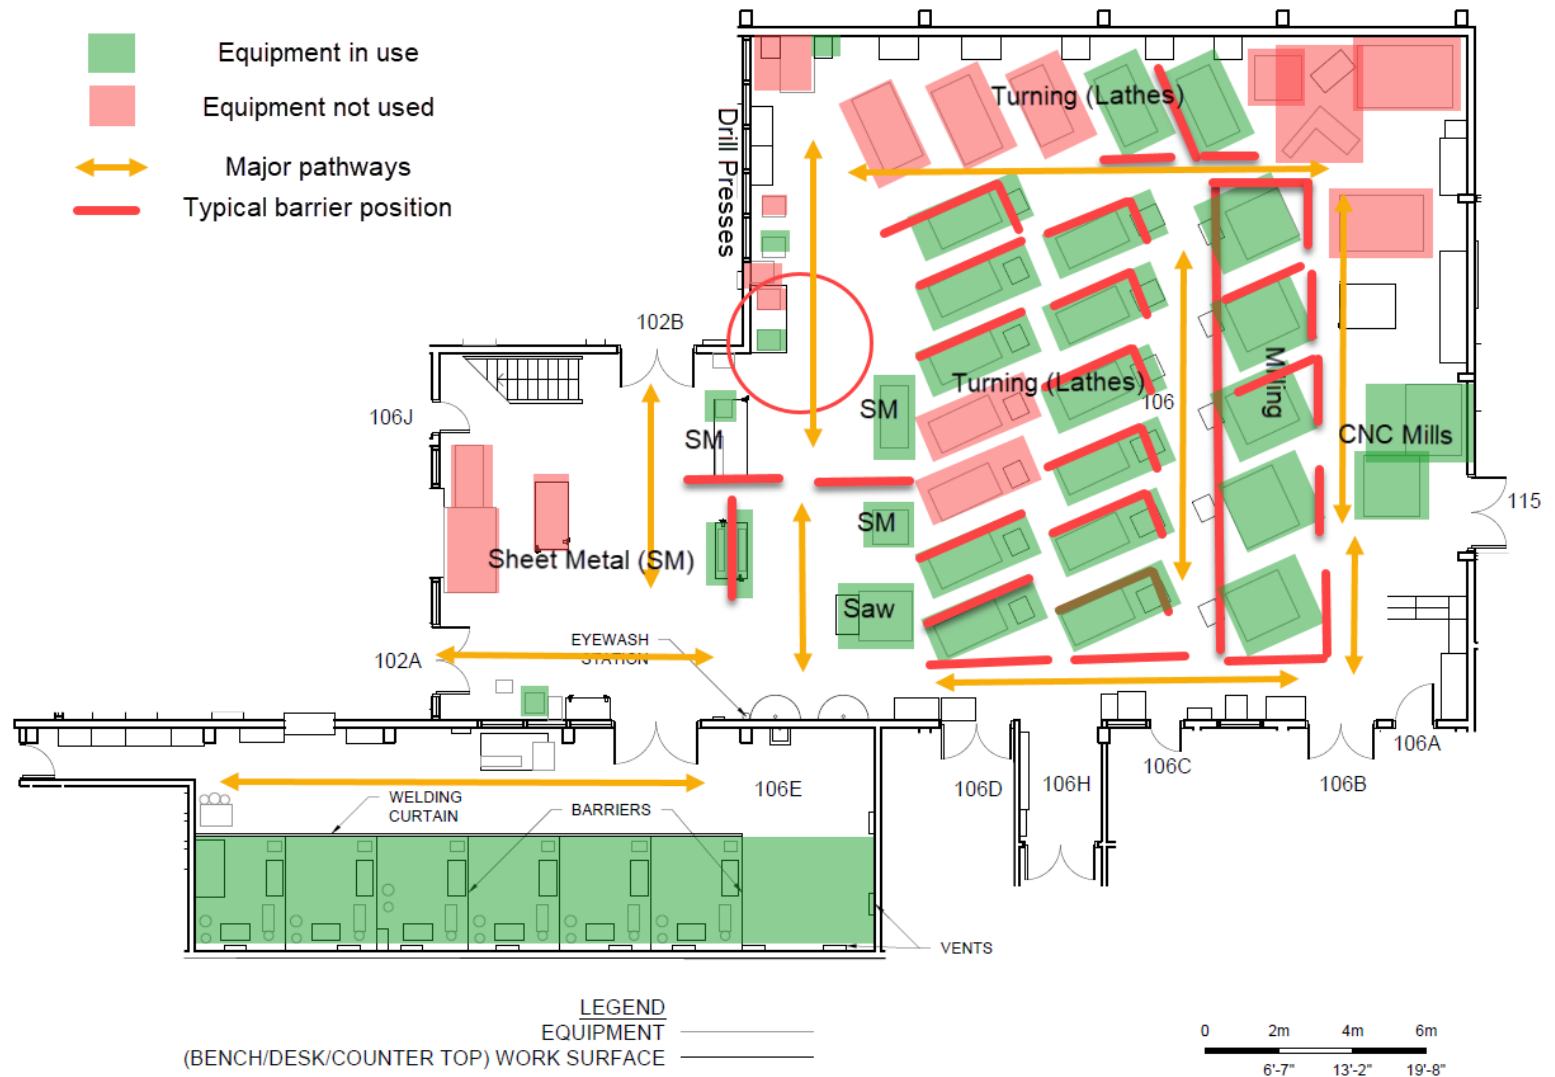 Equipment in use
Equipment not used
Major pathways
Typical barrier position
Turning (Lathes)
Drill Presses
102B
106J
SM
SM
Turning (Lathes)
106
Milling
CNC Mills
115
SM
Sheet Metal (SM)
Saw
EYEWASH
STATION
102A
106A
106C
106B
106D
106H
106E
WELDING
CURTAIN
BARRIERS
VENTS
LEGEND
EQUIPMENT
(BENCH/DESK/COUNTER TOP) WORK SURFACE
0 2m 4m 6m
6'-7" 13'-2" 19'-8"